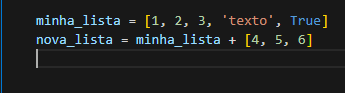 minha_lista = [1, 2, 3, 'texto', True]
nova_lista = minha_lista + [4, 5, 6]